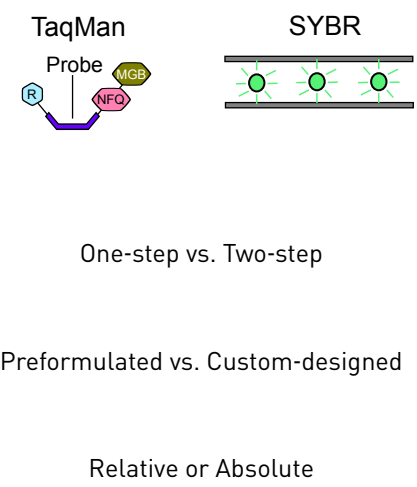 TaqMan
SYBR
Probe
R
MGB
NFQ
One-step vs. Two-step
Preformulated vs. Custom-designed
Relative or Absolute